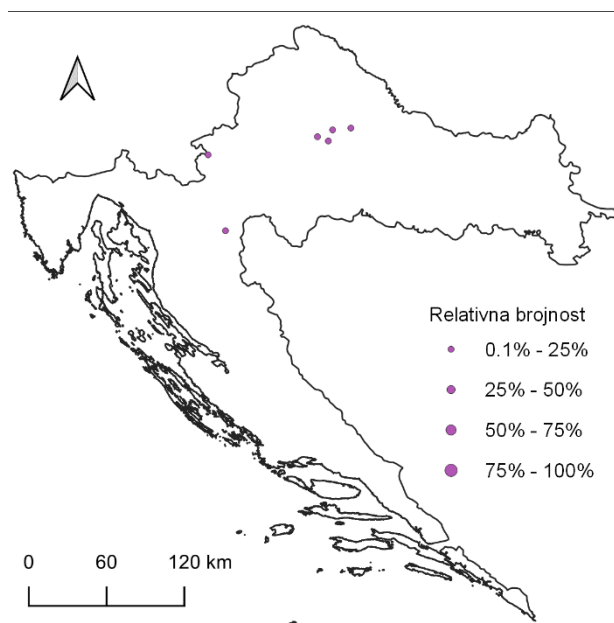 Relativna brojnost
0.1% - 25%
25% - 50%
50% - 75%
75% - 100%
0 60 120 km